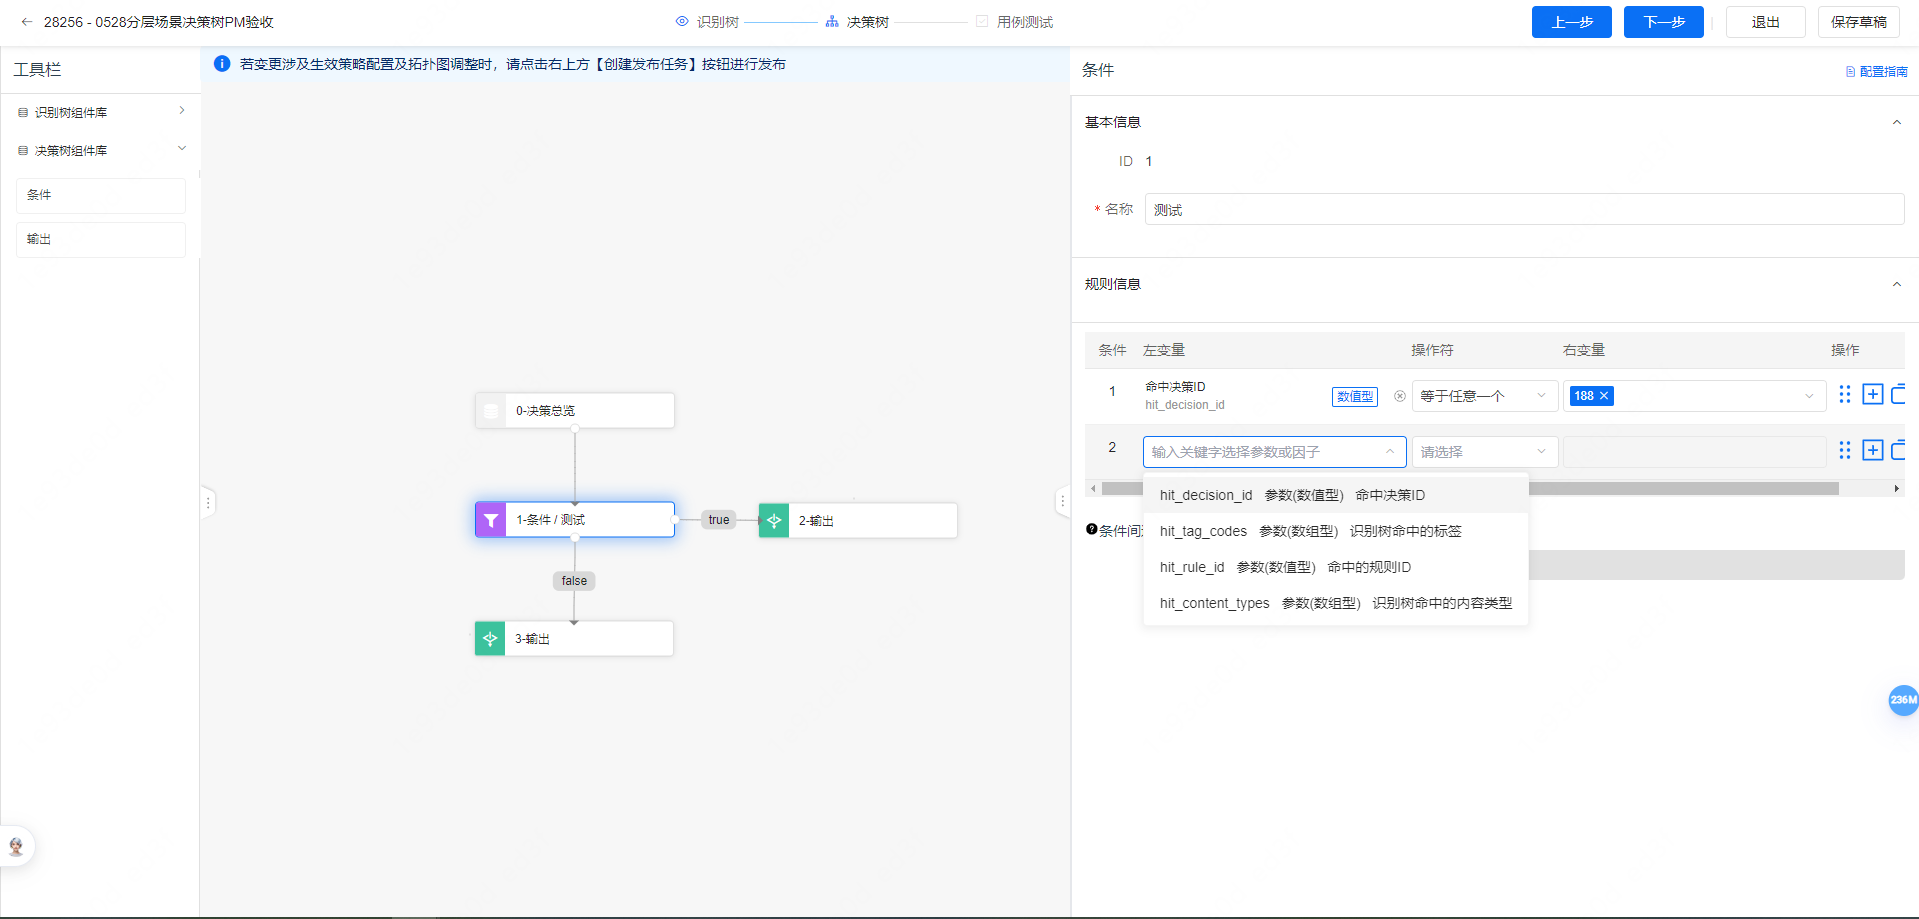 28256 - 0528分层场景决策树PM验收
识别树
决策树
用例测试
上一步
下一步
退出
保存草稿
工具栏
识别树组件库
决策树组件库
条件
输出
若变更涉及生效策略配置及拓扑图调整时，请点击右上方【创建发布任务】按钮进行发布
0-决策总览
1-条件 / 测试
true
2-输出
false
3-输出
条件
配置指南
基本信息
ID 1
* 名称 测试
规则信息
条件 左变量 操作符 右变量 操作
1 命中决策ID 数值型 等于任意一个 188
hit_decision_id
2 输入关键字选择参数或因子 请选择
hit_decision_id 参数(数值型) 命中决策ID
hit_tag_codes 参数(数组型) 识别树命中的标签
hit_rule_id 参数(数值型) 命中的规则ID
hit_content_types 参数(数组型) 识别树命中的内容类型
条件间
236M